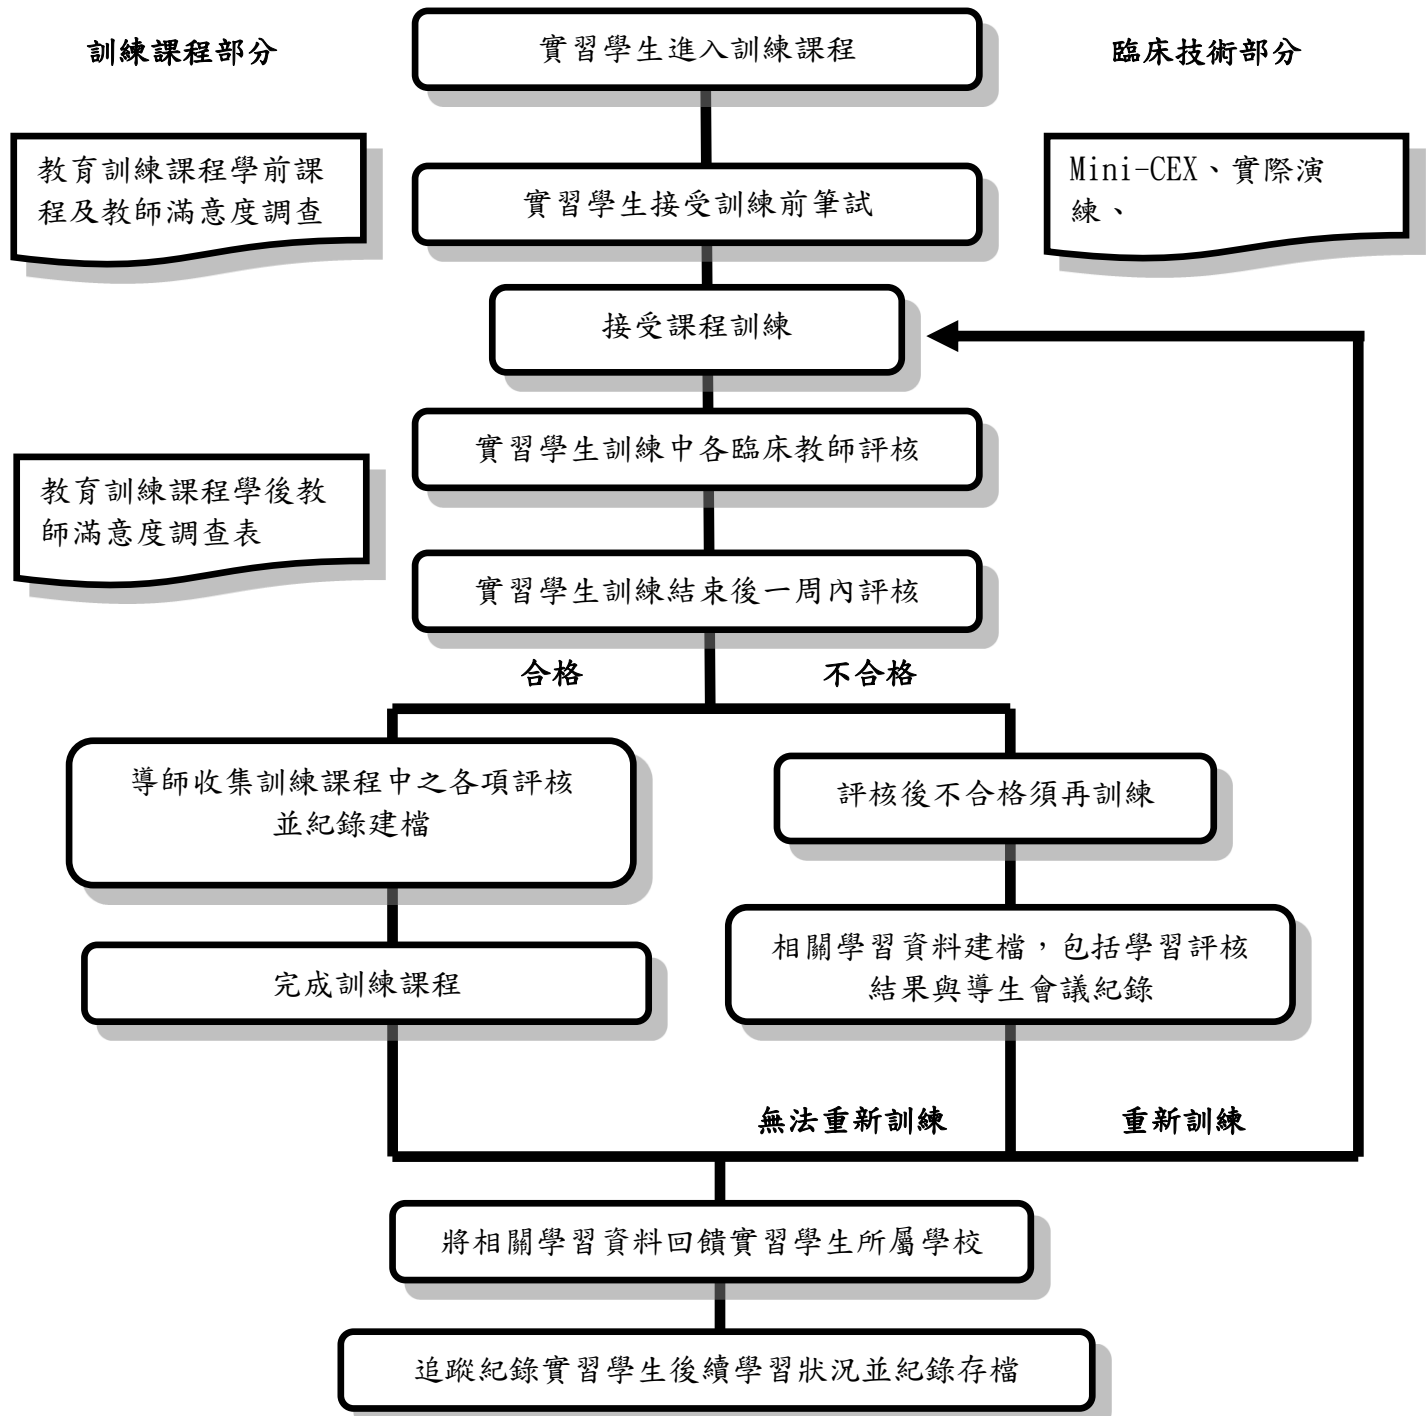 訓練課程部分
實習學生進入訓練課程
臨床技術部分
教育訓練課程學前課
程及教師滿意度調查
實習學生接受訓練前筆試
Mini-CEX、實際演
練、
接受課程訓練
實習學生訓練中各臨床教師評核
教育訓練課程學後教
師滿意度調查表
實習學生訓練結束後一周內評核
合格
不合格
導師收集訓練課程中之各項評核
並紀錄建檔
評核後不合格須再訓練
完成訓練課程
相關學習資料建檔，包括學習評核
結果與導生會議紀錄
無法重新訓練
重新訓練
將相關學習資料回饋實習學生所屬學校
追蹤紀錄實習學生後續學習狀況並紀錄存檔